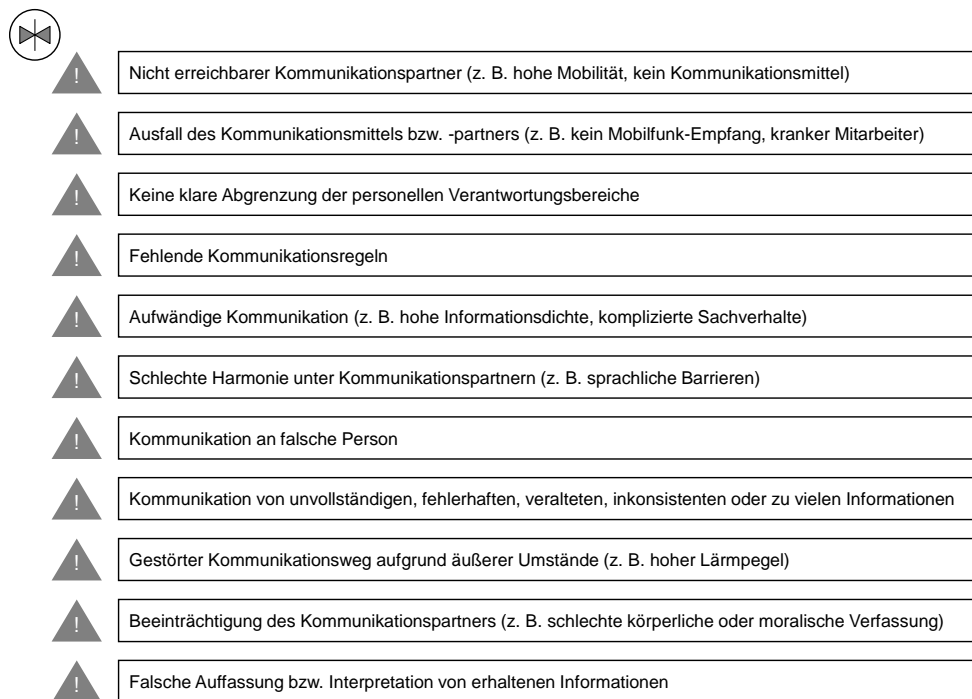 !
Nicht erreichbarer Kommunikationspartner (z. B. hohe Mobilität, kein Kommunikationsmittel)
!
Ausfall des Kommunikationsmittels bzw. -partners (z. B. kein Mobilfunk-Empfang, kranker Mitarbeiter)
!
Keine klare Abgrenzung der personellen Verantwortungsbereiche
!
Fehlende Kommunikationsregeln
!
Aufwändige Kommunikation (z. B. hohe Informationsdichte, komplizierte Sachverhalte)
!
Schlechte Harmonie unter Kommunikationspartnern (z. B. sprachliche Barrieren)
!
Kommunikation an falsche Person
!
Kommunikation von unvollständigen, fehlerhaften, veralteten, inkonsistenten oder zu vielen Informationen
!
Gestörter Kommunikationsweg aufgrund äußerer Umstände (z. B. hoher Lärmpegel)
!
Beeinträchtigung des Kommunikationspartners (z. B. schlechte körperliche oder moralische Verfassung)
!
Falsche Auffassung bzw. Interpretation von erhaltenen Informationen